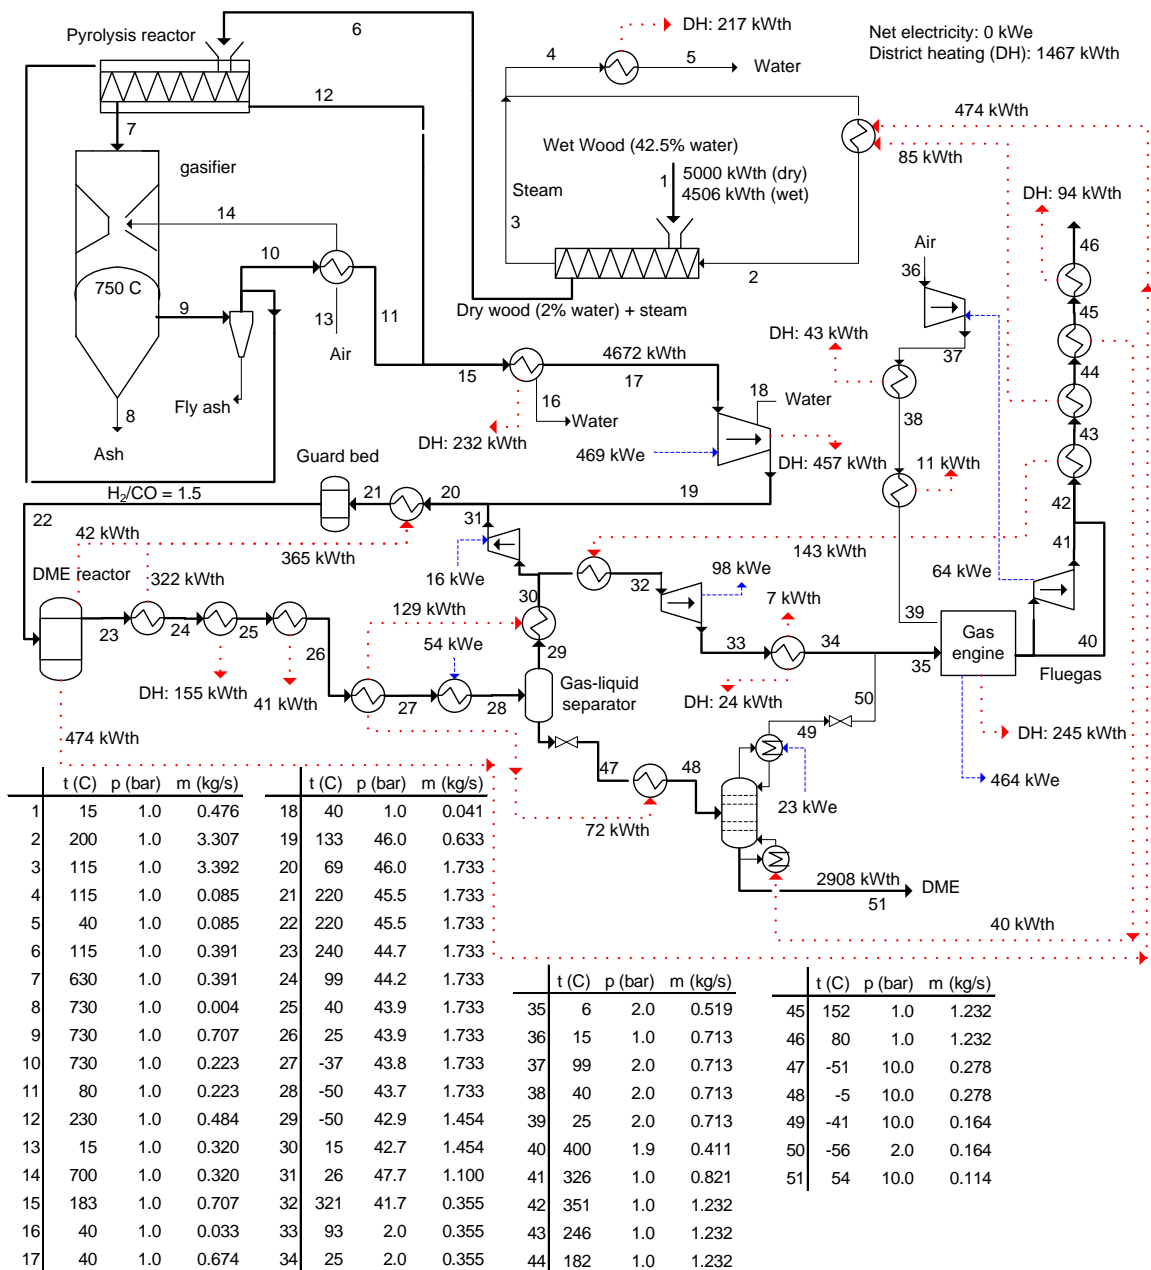 6
Pyrolysis reactor
DH: 217 kWth
Net electricity: 0 kWe
District heating (DH): 1467 kWth
4
5
Water
12
474 kWth
7
Wet Wood (42.5% water)
85 kWth
gasifier
5000 kWth (dry)
4506 kWth (wet)
1
Steam
DH: 94 kWth
3
14
10
Air
46
36
750 C
2
9
Dry wood (2% water) + steam
45
13
11
Air
DH: 43 kWth
37
4672 kWth
44
15
17
18
Water
Fly ash
16
Water
38
8
43
DH: 232 kWth
Ash
469 kWe
DH: 457 kWth
11 kWth
Guard bed
H2/CO = 1.5
21
20
19
42
22
42 kWth
31
365 kWth
143 kWth
41
DME reactor
16 kWe
98 kWe
64 kWe
322 kWth
30
32
7 kWth
129 kWth
39
23
24
25
26
54 kWe
29
33
34
Gas engine
40
35
Fluegas
27
28
Gas-liquid separator
50
DH: 155 kWth
41 kWth
DH: 24 kWth
49
DH: 245 kWth
474 kWth
47
48
464 kWe
23 kWe
72 kWth
2908 kWth
DME
51
40 kWth
t (C) p (bar) m (kg/s)
1 15 1.0 0.476
2 200 1.0 3.307
3 115 1.0 3.392
4 115 1.0 0.085
5 40 1.0 0.085
6 115 1.0 0.391
7 630 1.0 0.391
8 730 1.0 0.004
9 730 1.0 0.707
10 730 1.0 0.223
11 80 1.0 0.223
12 230 1.0 0.484
13 15 1.0 0.320
14 700 1.0 0.320
15 183 1.0 0.707
16 40 1.0 0.033
17 40 1.0 0.674
t (C) p (bar) m (kg/s)
18 40 1.0 0.041
19 133 46.0 0.633
20 69 46.0 1.733
21 220 45.5 1.733
22 220 45.5 1.733
23 240 44.7 1.733
24 99 44.2 1.733
25 40 43.9 1.733
26 25 43.9 1.733
27 -37 43.8 1.733
28 -50 43.7 1.733
29 -50 42.9 1.454
30 15 42.7 1.454
31 26 47.7 1.100
32 321 41.7 0.355
33 93 2.0 0.355
34 25 2.0 0.355
t (C) p (bar) m (kg/s)
35 6 2.0 0.519
36 15 1.0 0.713
37 99 2.0 0.713
38 40 2.0 0.713
39 25 2.0 0.713
40 400 1.9 0.411
41 326 1.0 0.821
42 351 1.0 1.232
43 246 1.0 1.232
44 182 1.0 1.232
t (C) p (bar) m (kg/s)
45 152 1.0 1.232
46 80 1.0 1.232
47 -51 10.0 0.278
48 -5 10.0 0.278
49 -41 10.0 0.164
50 -56 2.0 0.164
51 54 10.0 0.114